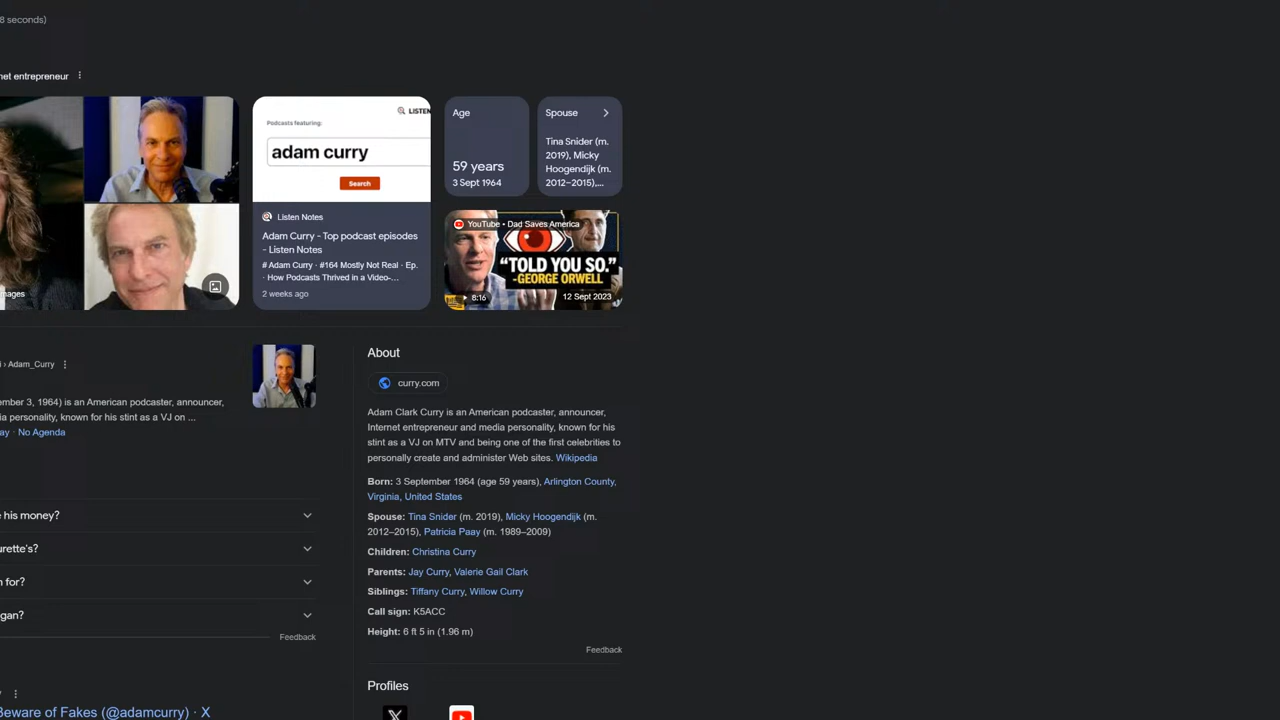 8 seconds)
net entrepreneur
LISTEN
Podcasts featuring:
adam curry
Search
Listen Notes
Adam Curry - Top podcast episodes
- Listen Notes
# Adam Curry · #164 Mostly Not Real · Ep.
· How Podcasts Thrived in a Video-...
2 weeks ago
mages
Age
59 years
3 Sept 1964
Spouse
Tina Snider (m.
2019), Micky
Hoogendijk (m.
2012–2015),...
YouTube • Dad Saves America
“TOLD YOU SO.”
-GEORGE ORWELL
8:16
12 Sept 2023
i › Adam_Curry
ember 3, 1964) is an American podcaster, announcer,
ia personality, known for his stint as a VJ on ...
ay · No Agenda
e his money?
urette's?
n for?
gan?
Feedback
Beware of Fakes (@adamcurry) · X
About
curry.com
Adam Clark Curry is an American podcaster, announcer,
Internet entrepreneur and media personality, known for his
stint as a VJ on MTV and being one of the first celebrities to
personally create and administer Web sites. Wikipedia
Born: 3 September 1964 (age 59 years), Arlington County,
Virginia, United States
Spouse: Tina Snider (m. 2019), Micky Hoogendijk (m.
2012–2015), Patricia Paay (m. 1989–2009)
Children: Christina Curry
Parents: Jay Curry, Valerie Gail Clark
Siblings: Tiffany Curry, Willow Curry
Call sign: K5ACC
Height: 6 ft 5 in (1.96 m)
Feedback
Profiles